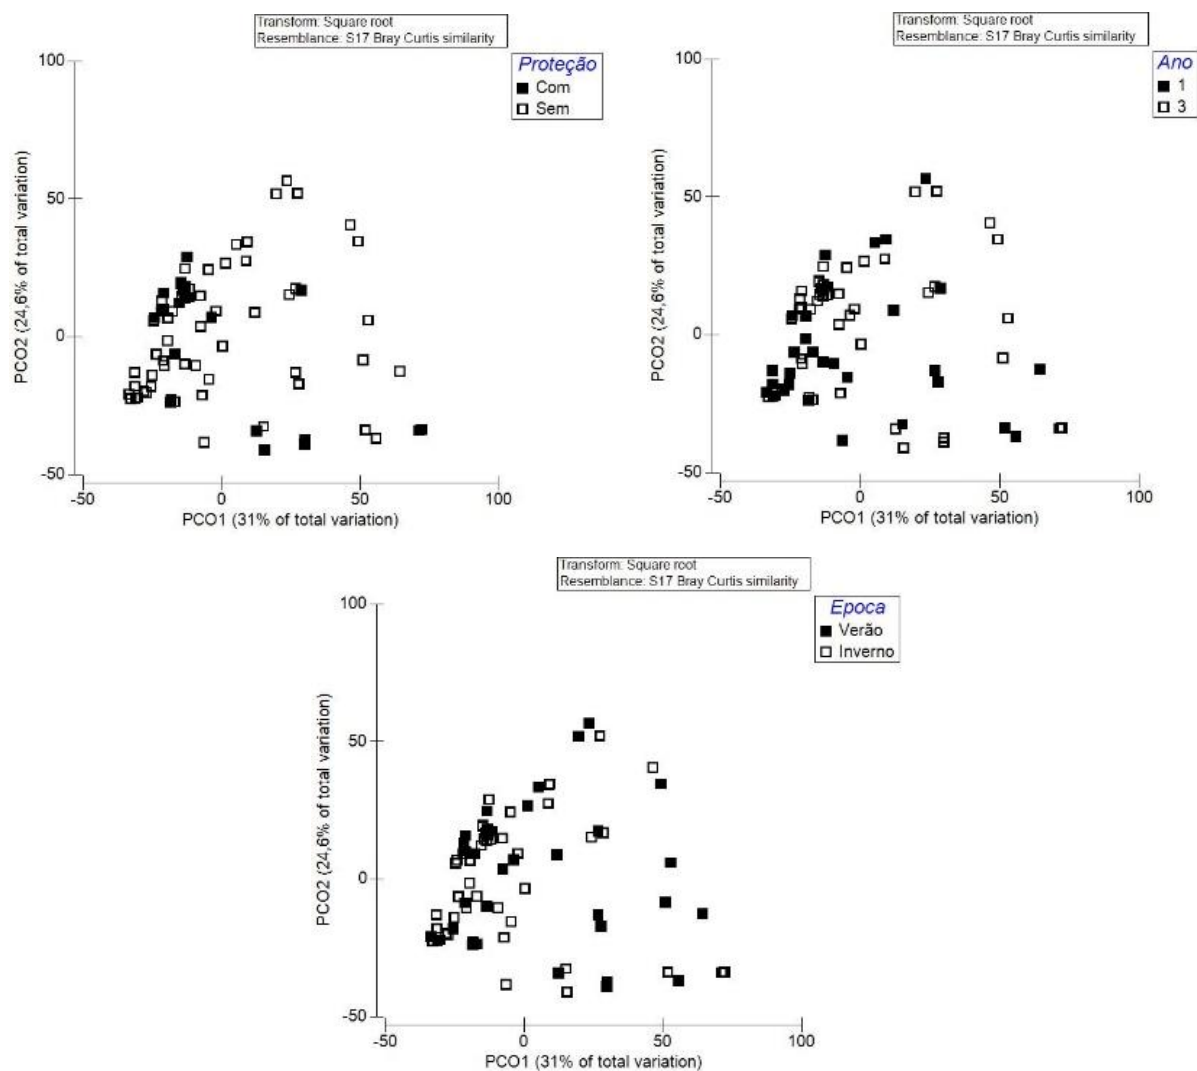 Transform: Square root
Resemblance: S17 Bray Curtis similarity
Proteção
Com
Sem
100
50
0
-50
PCO2 (24,6% of total variation)
-50
0
50
100
PCO1 (31% of total variation)
Transform: Square root
Resemblance: S17 Bray Curtis similarity
Ano
1
3
100
50
0
-50
PCO2 (24,6% of total variation)
-50
0
50
100
PCO1 (31% of total variation)
Transform: Square root
Resemblance: S17 Bray Curtis similarity
Epoca
Verão
Inverno
100
50
0
-50
PCO2 (24,6% of total variation)
-50
0
50
100
PCO1 (31% of total variation)